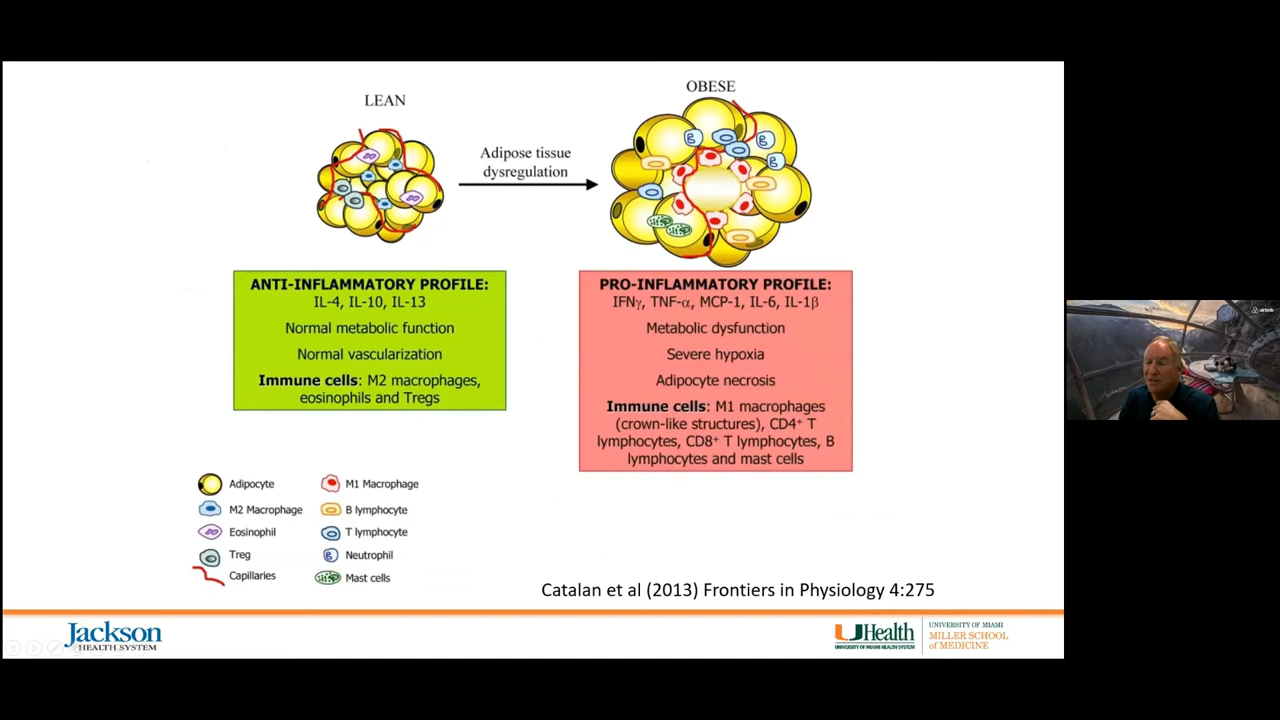 LEAN
OBESE
Adipose tissue
dysregulation
ANTI-INFLAMMATORY PROFILE:
IL-4, IL-10, IL-13
Normal metabolic function
Normal vascularization
Immune cells: M2 macrophages,
eosinophils and Tregs
PRO-INFLAMMATORY PROFILE:
IFNγ, TNF-α, MCP-1, IL-6, IL-1β
Metabolic dysfunction
Severe hypoxia
Adipocyte necrosis
Immune cells: M1 macrophages
(crown-like structures), CD4⁺ T
lymphocytes, CD8⁺ T lymphocytes, B
lymphocytes and mast cells
Adipocyte
M2 Macrophage
Eosinophil
Treg
Capillaries
M1 Macrophage
B lymphocyte
T lymphocyte
Neutrophil
Mast cells
Catalan et al (2013) Frontiers in Physiology 4:275
Jackson
HEALTH SYSTEM
UHealth
UNIVERSITY OF MIAMI HEALTH SYSTEM
UNIVERSITY OF MIAMI
MILLER SCHOOL
of MEDICINE
airbnb